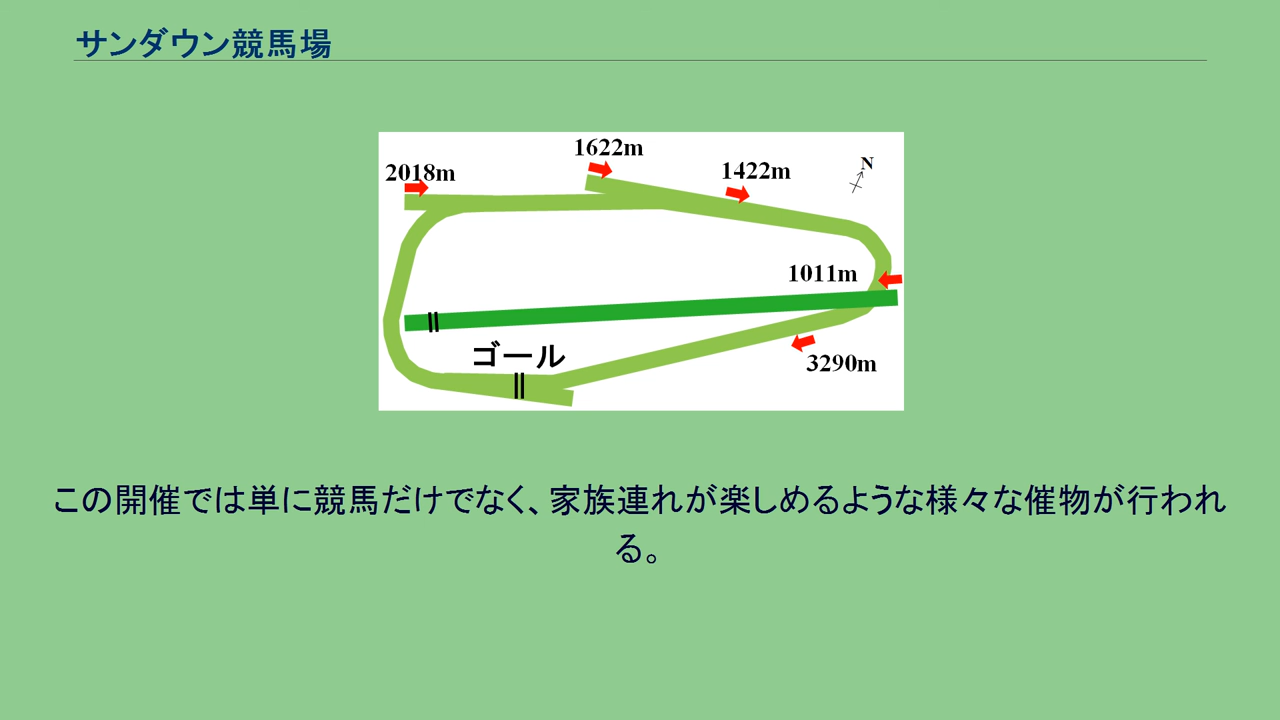 サンダウン競馬場
1622m
2018m
1422m
N
1011m
ゴール
3290m
この開催では単に競馬だけでなく、家族連れが楽しめるような様々な催物が行われ
る。